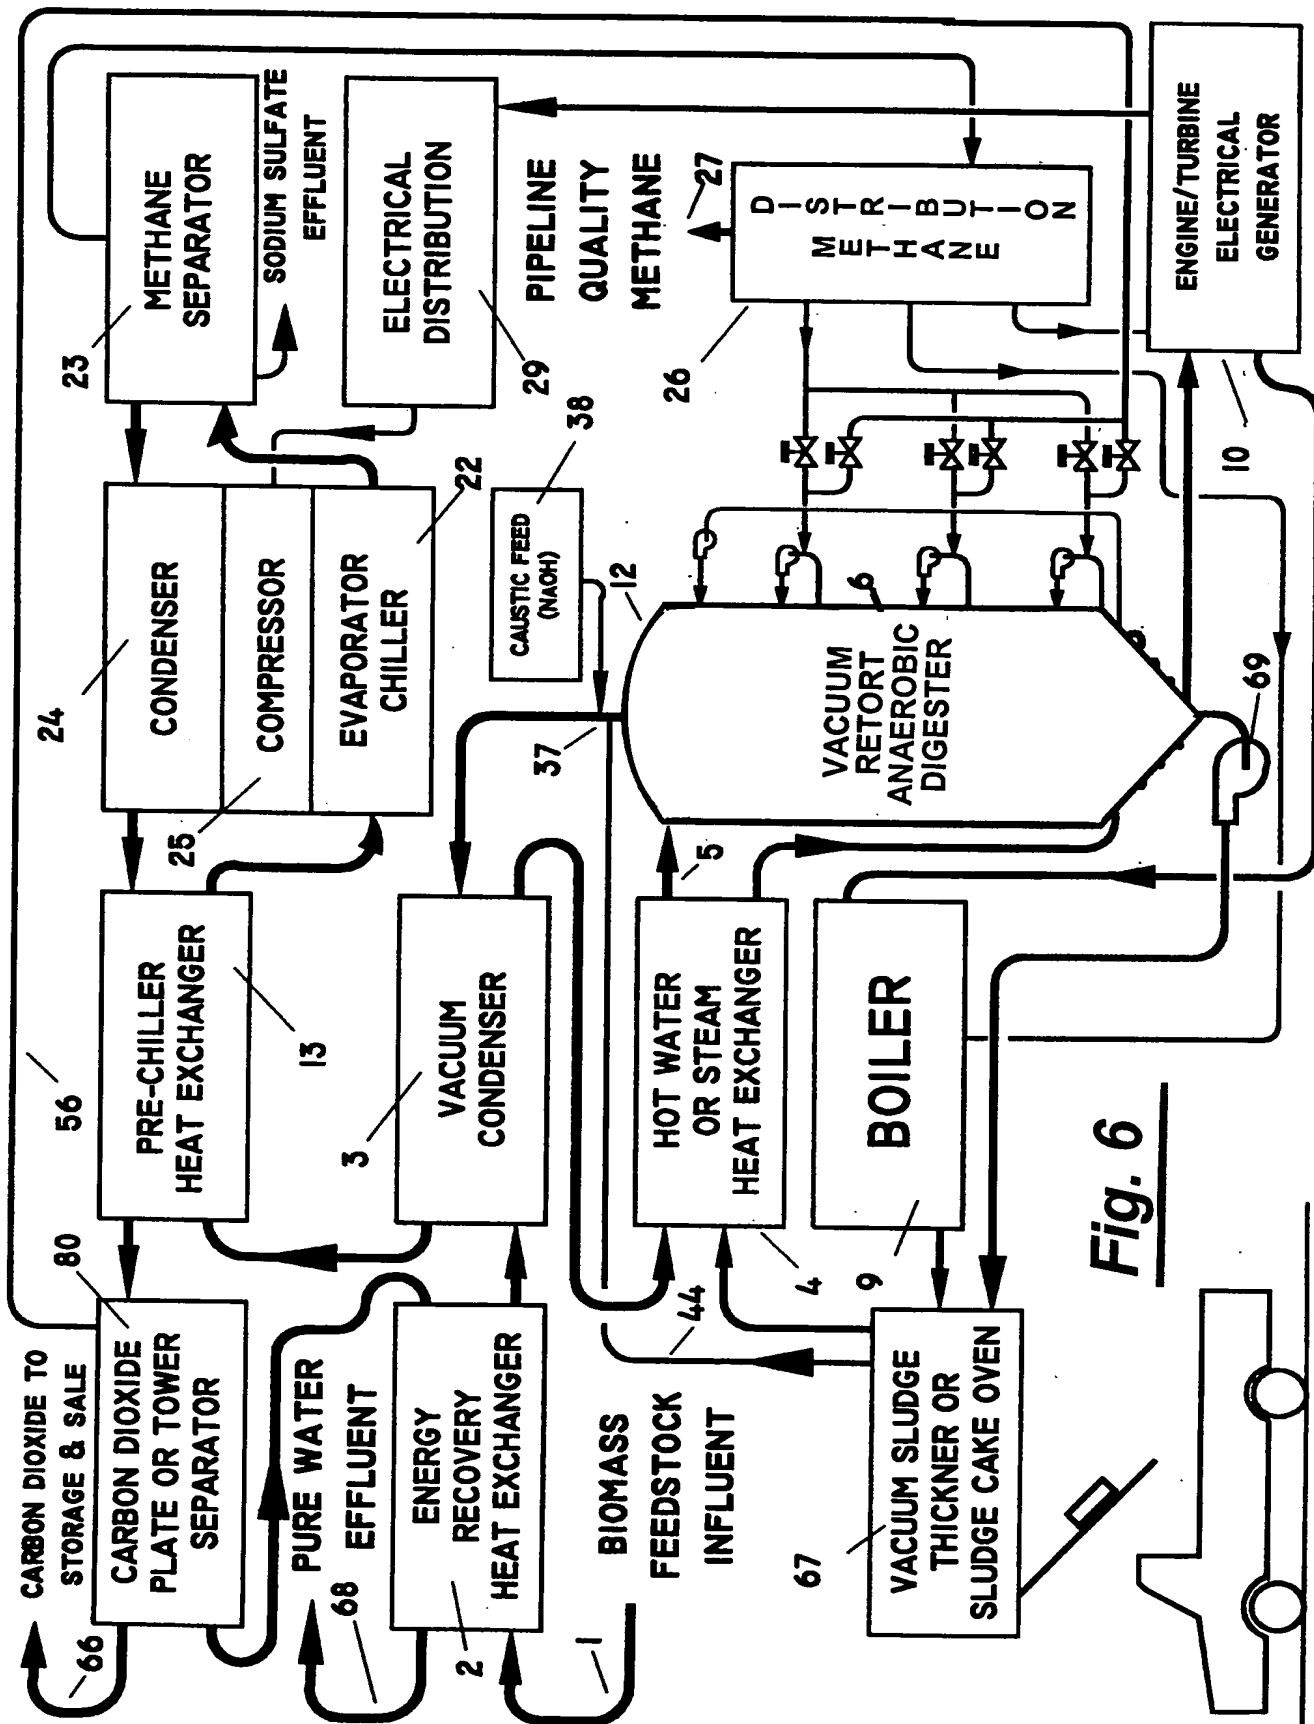 CARBON DIOXIDE TO
STORAGE & SALE
66
80
CARBON DIOXIDE
PLATE OR TOWER
SEPARATOR
56
PRE-CHILLER
HEAT EXCHANGER
13
24
CONDENSER
25
COMPRESSOR
EVAPORATOR
CHILLER
22
23
METHANE
SEPARATOR
SODIUM SULFATE
EFFLUENT
PURE WATER
EFFLUENT
68
ENERGY
RECOVERY
HEAT EXCHANGER
2
3
VACUUM
CONDENSER
ELECTRICAL
DISTRIBUTION
29
38
CAUSTIC FEED
(NAOH)
37
12
PIPELINE
QUALITY
METHANE
27
26
DISTRIBUTION
METHANE
BIOMASS
FEEDSTOCK
INFLUENT
1
44
4
HOT WATER
OR STEAM
HEAT EXCHANGER
5
VACUUM
RETORT
ANAEROBIC
DIGESTER
6
9
BOILER
67
VACUUM SLUDGE
THICKNER OR
SLUDGE CAKE OVEN
69
10
ENGINE/TURBINE
ELECTRICAL
GENERATOR
Fig. 6